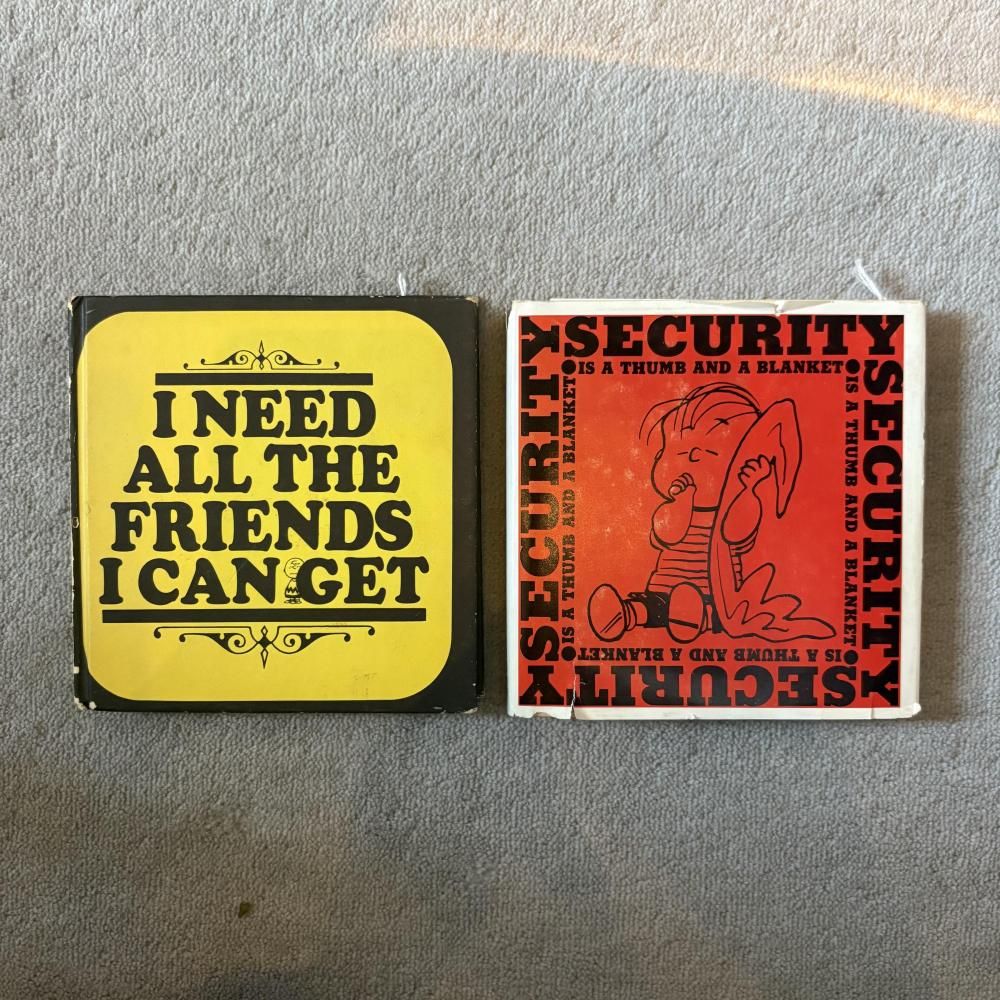 I NEED
ALL THE
FRIENDS
I CAN GET
SECURITY
IS A THUMB AND A BLANKET
SECURITY
IS A THUMB AND A BLANKET
SECURITY
IS A THUMB AND A BLANKET
SECURITY
IS A THUMB AND A BLANKET